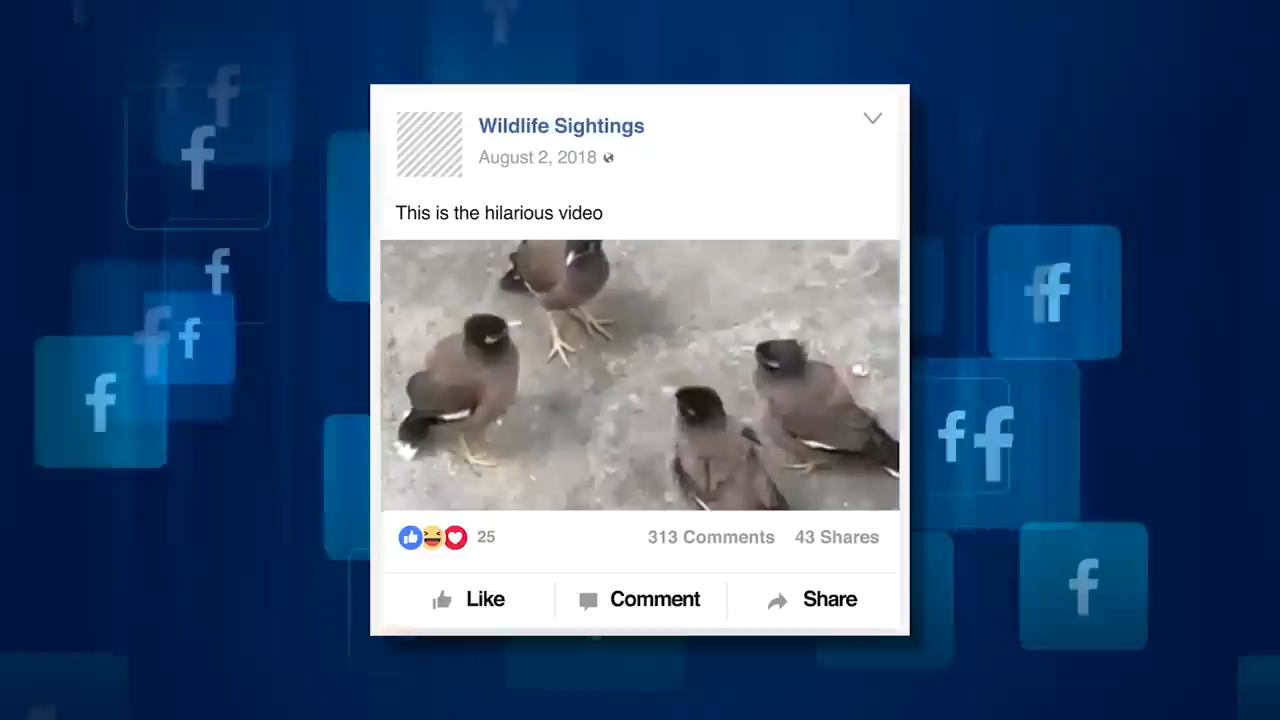 Wildlife Sightings
August 2, 2018
This is the hilarious video
25
313 Comments
43 Shares
Like
Comment
Share